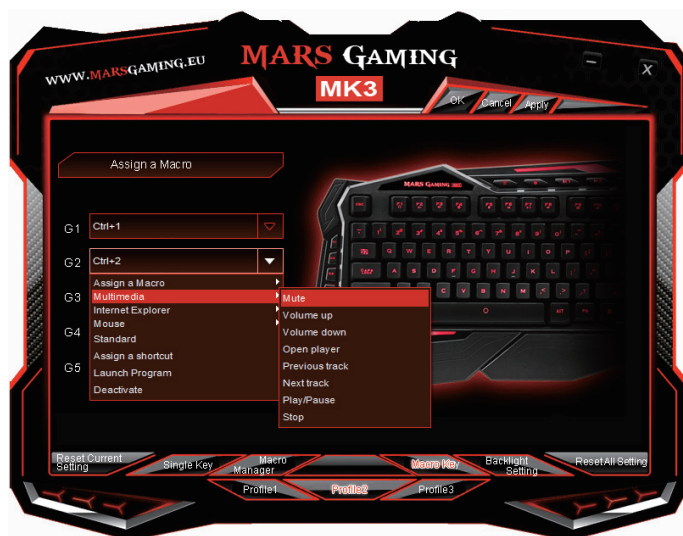 WWW.MARSGAMING.EU
MARS GAMING
MK3
OK
Cancel
Apply
Assign a Macro
MARS GAMING MK3
G1
Ctrl+1
G2
Ctrl+2
G3
G4
G5
Assign a Macro
Multimedia
Internet Explorer
Mouse
Standard
Assign a shortcut
Launch Program
Deactivate
Mute
Volume up
Volume down
Open player
Previous track
Next track
Play/Pause
Stop
Reset Current
Setting
Single Key
Macro
Manager
Macro Key
Backlight
Setting
Reset All Setting
Profile1
Profile2
Profile3